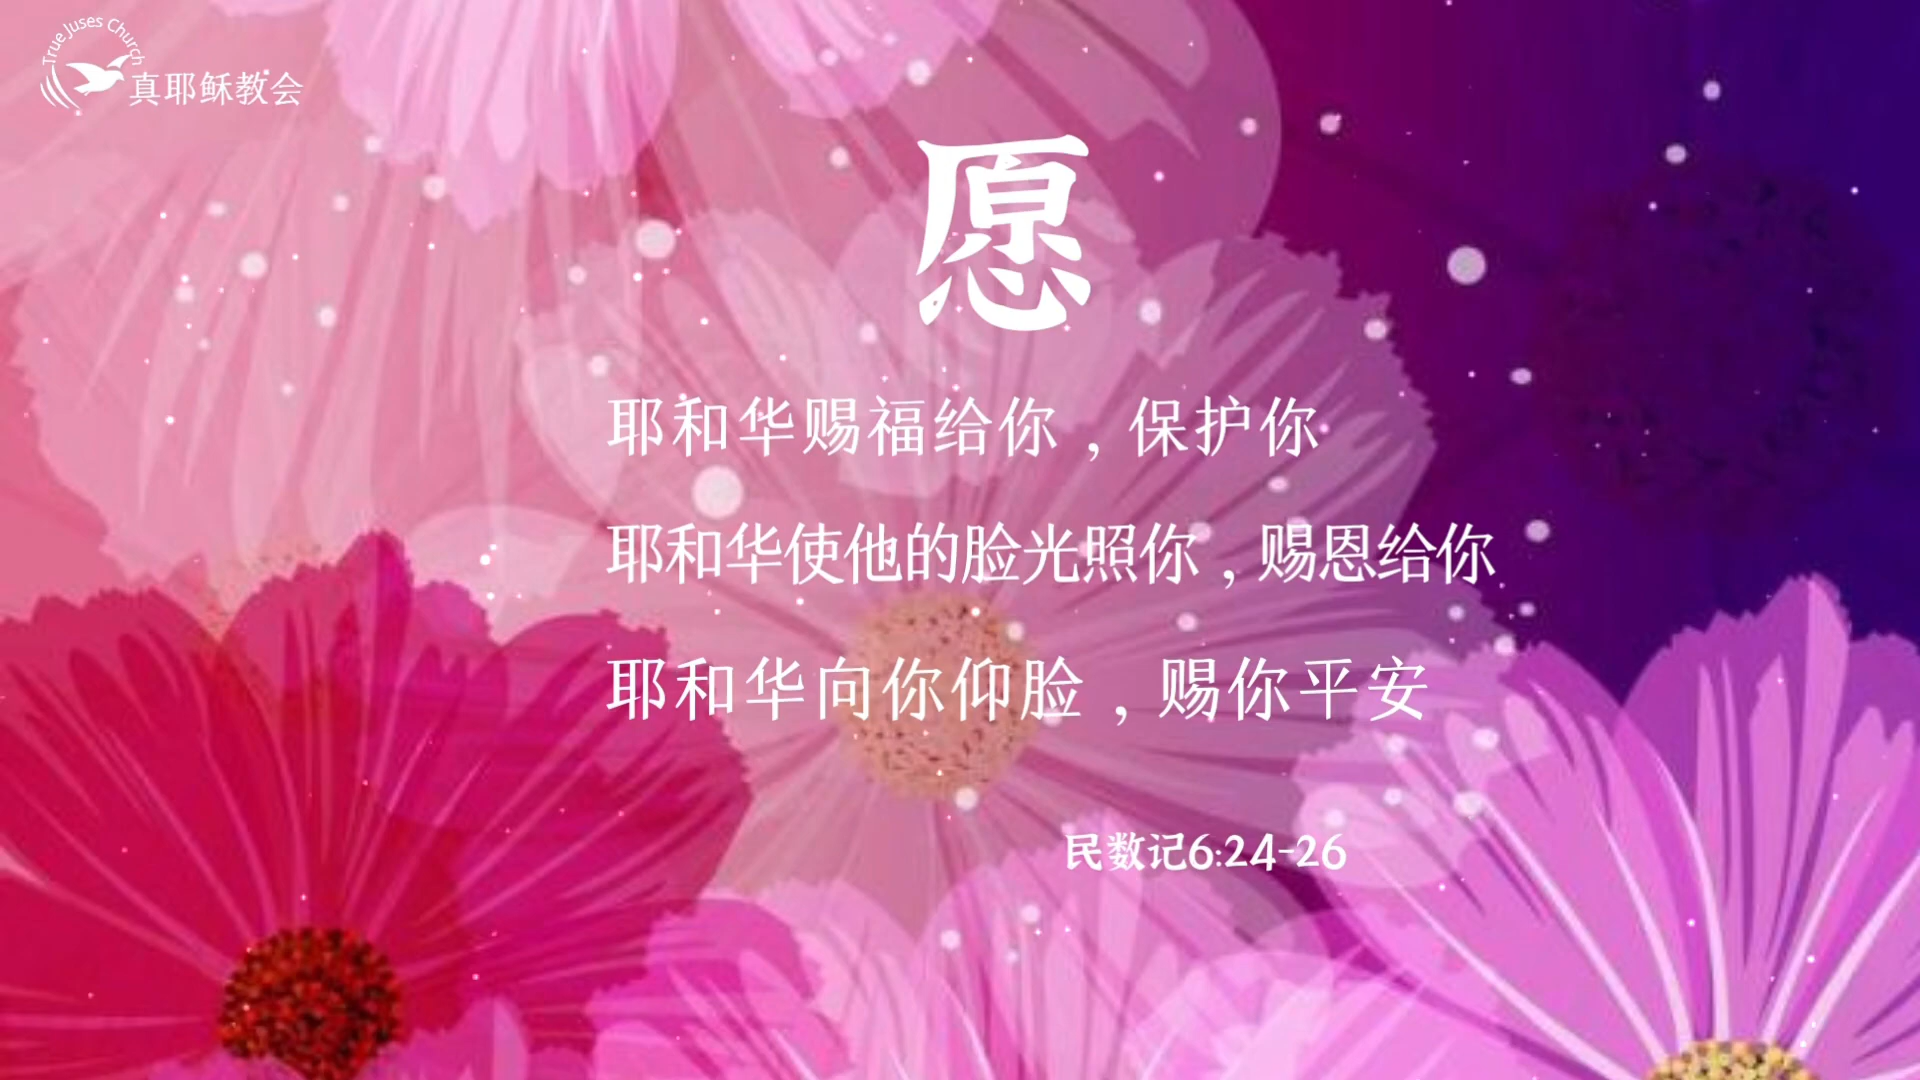 True Juses Church
真耶稣教会
愿
耶和华赐福给你，保护你
耶和华使他的脸光照你，赐恩给你
耶和华向你仰脸，赐你平安
民数记6:24-26